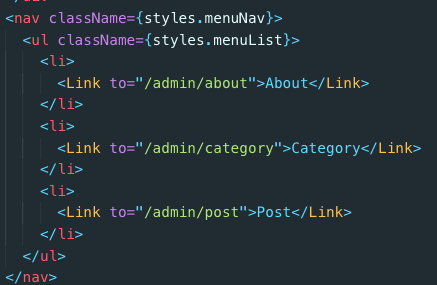 <nav className={styles.menuNav}>
<ul className={styles.menuList}>
<li>
<Link to="/admin/about">About</Link>
</li>
<li>
<Link to="/admin/category">Category</Link>
</li>
<li>
<Link to="/admin/post">Post</Link>
</li>
</ul>
</nav>